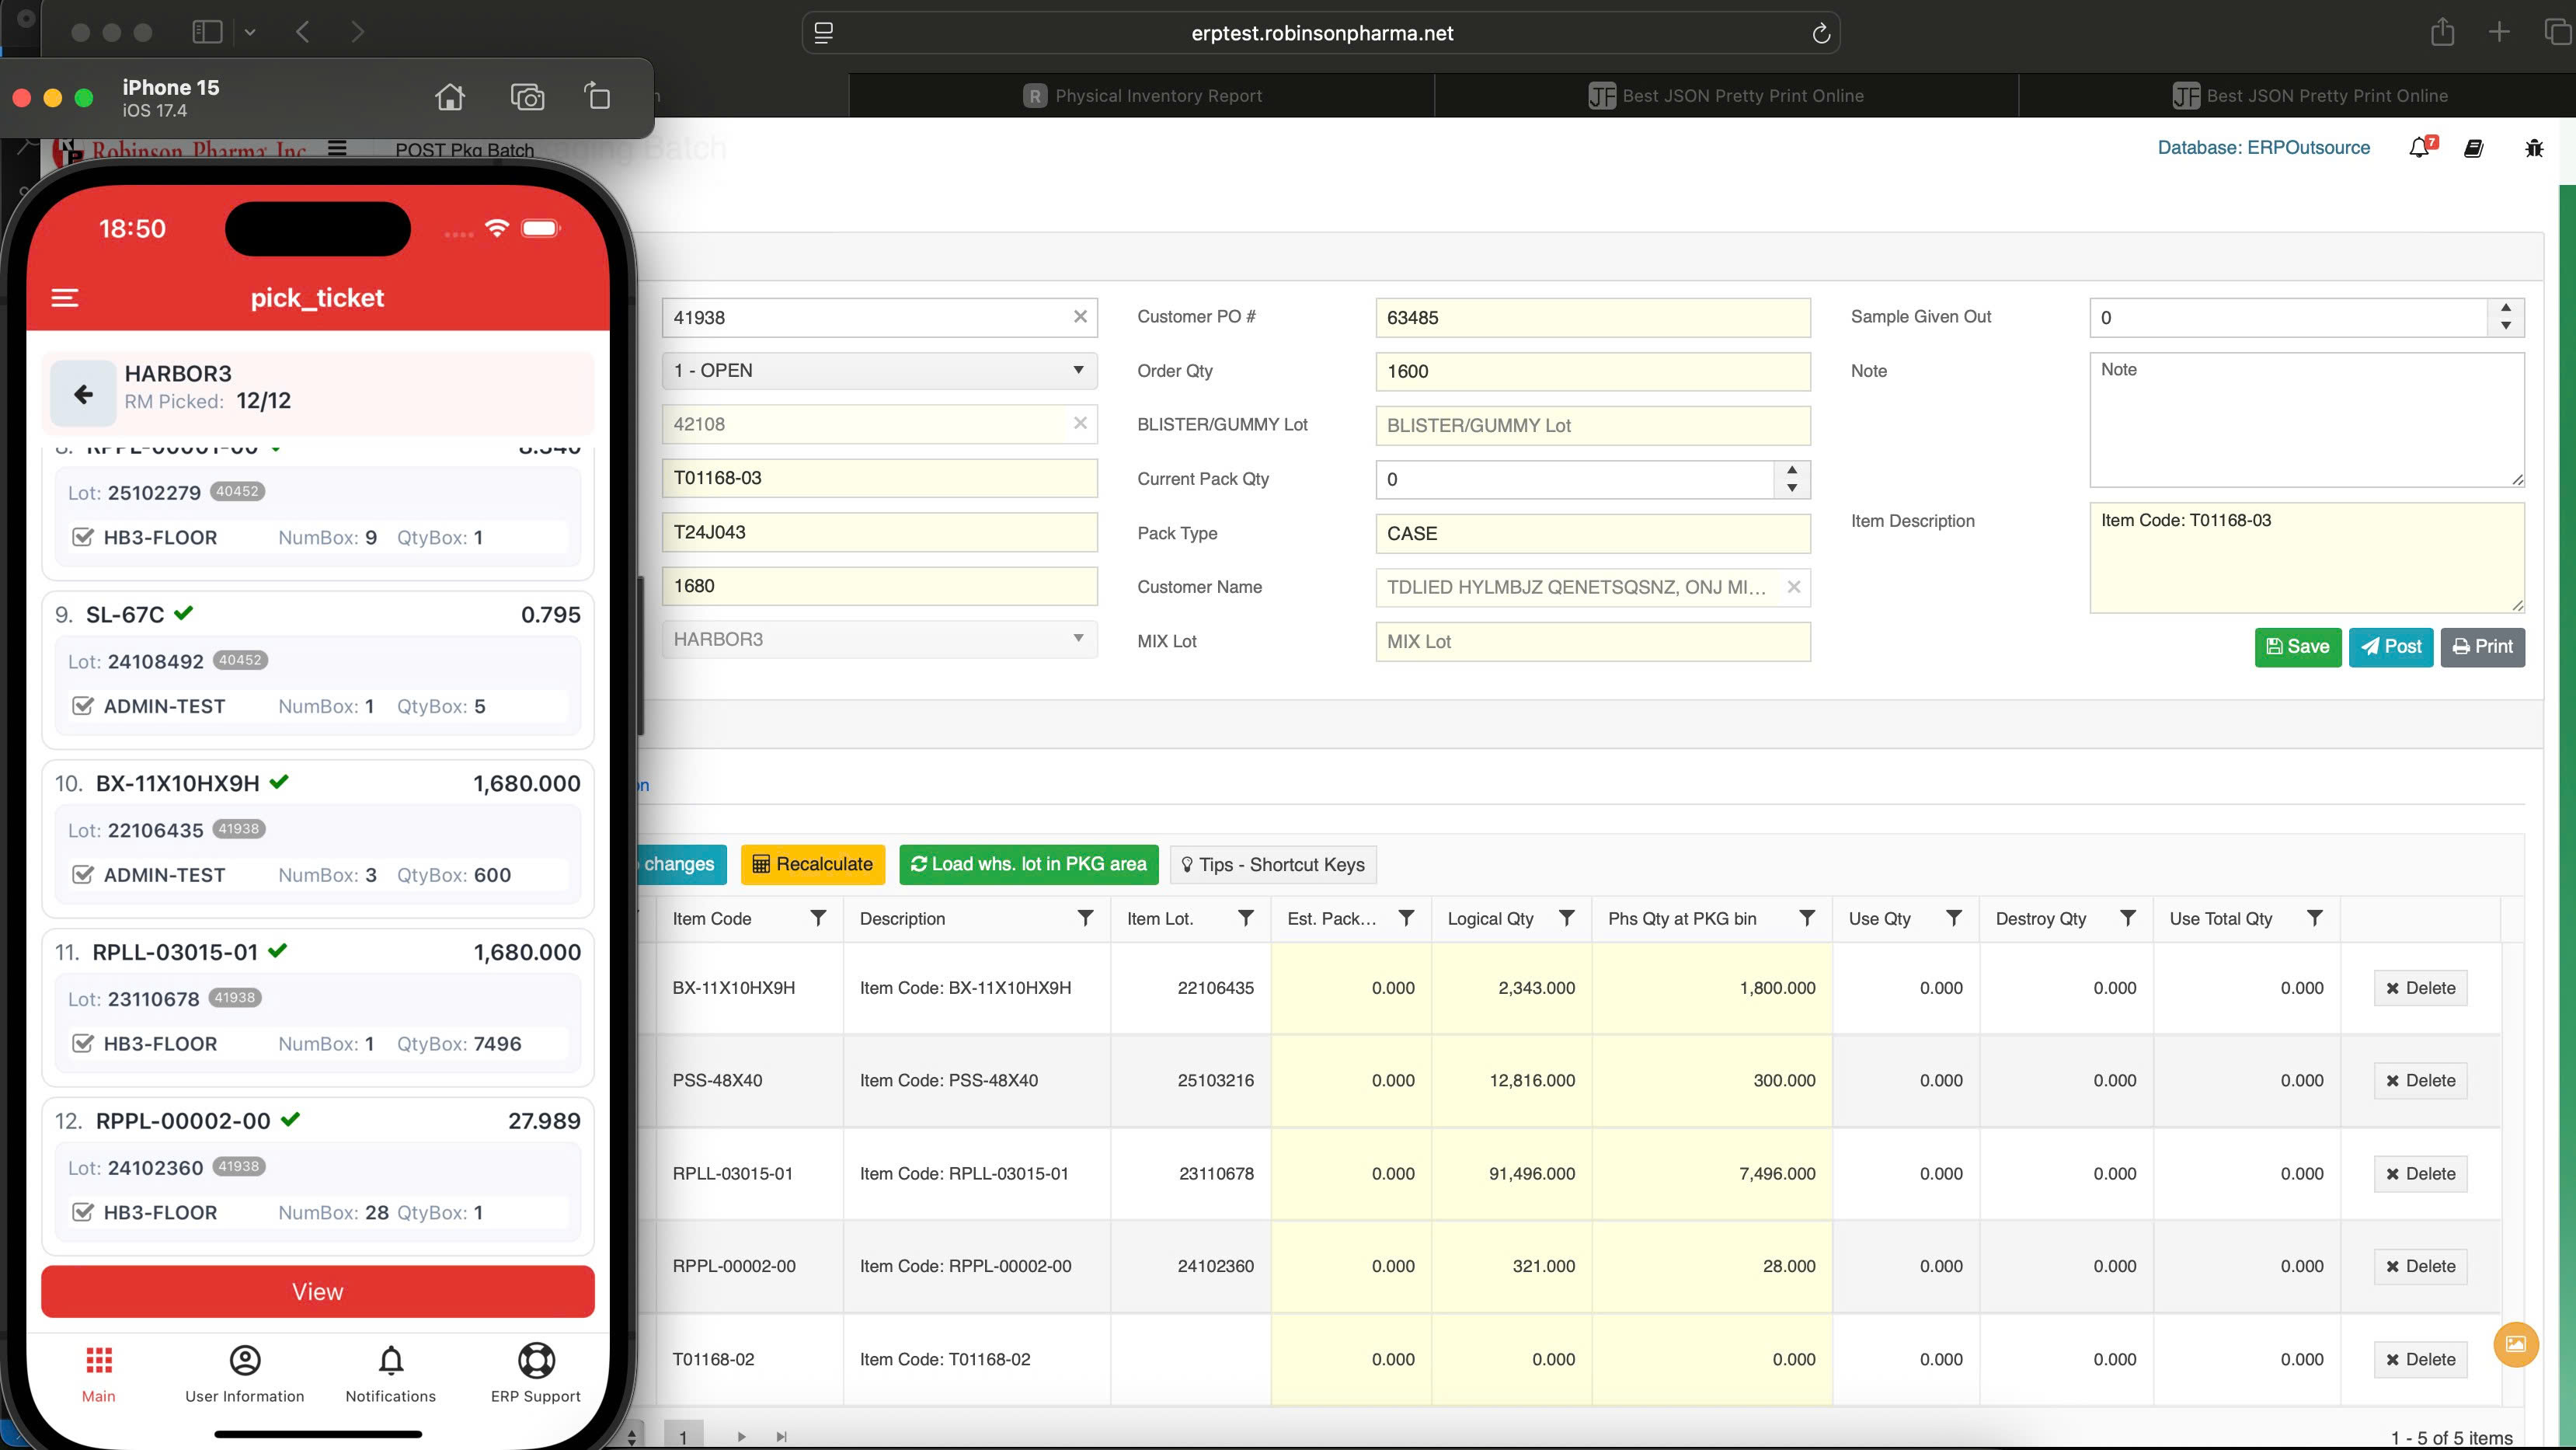 erptest.robinsonpharma.net
iPhone 15
iOS 17.4
R Physical Inventory Report
JF Best JSON Pretty Print Online
JF Best JSON Pretty Print Online
Robinson Pharma Inc
POST Pkg Batch
Database: ERPOutsource
7
18:50
pick_ticket
HARBOR3
RM Picked: 12/12
8. RPPL-00001-00 8.340
Lot: 25102279 40452
HB3-FLOOR NumBox: 9 QtyBox: 1
9. SL-67C 0.795
Lot: 24108492 40452
ADMIN-TEST NumBox: 1 QtyBox: 5
10. BX-11X10HX9H 1,680.000
Lot: 22106435 41938
ADMIN-TEST NumBox: 3 QtyBox: 600
11. RPLL-03015-01 1,680.000
Lot: 23110678 41938
HB3-FLOOR NumBox: 1 QtyBox: 7496
12. RPPL-00002-00 27.989
Lot: 24102360 41938
HB3-FLOOR NumBox: 28 QtyBox: 1
View
Main User Information Notifications ERP Support
41938 Customer PO # 63485 Sample Given Out 0
1 - OPEN Order Qty 1600 Note Note
42108 BLISTER/GUMMY Lot BLISTER/GUMMY Lot
T01168-03 Current Pack Qty 0
T24J043 Pack Type CASE Item Description Item Code: T01168-03
1680 Customer Name TDLIED HYLMBJZ QENETSQSNZ, ONJ MI...
HARBOR3 MIX Lot MIX Lot
Save Post Print
on
changes Recalculate Load whs. lot in PKG area Tips - Shortcut Keys
Item Code Description Item Lot. Est. Pack... Logical Qty Phs Qty at PKG bin Use Qty Destroy Qty Use Total Qty
BX-11X10HX9H Item Code: BX-11X10HX9H 22106435 0.000 2,343.000 1,800.000 0.000 0.000 0.000 Delete
PSS-48X40 Item Code: PSS-48X40 25103216 0.000 12,816.000 300.000 0.000 0.000 0.000 Delete
RPLL-03015-01 Item Code: RPLL-03015-01 23110678 0.000 91,496.000 7,496.000 0.000 0.000 0.000 Delete
RPPL-00002-00 Item Code: RPPL-00002-00 24102360 0.000 321.000 28.000 0.000 0.000 0.000 Delete
T01168-02 Item Code: T01168-02 0.000 0.000 0.000 0.000 0.000 0.000 Delete
1
1 - 5 of 5 items